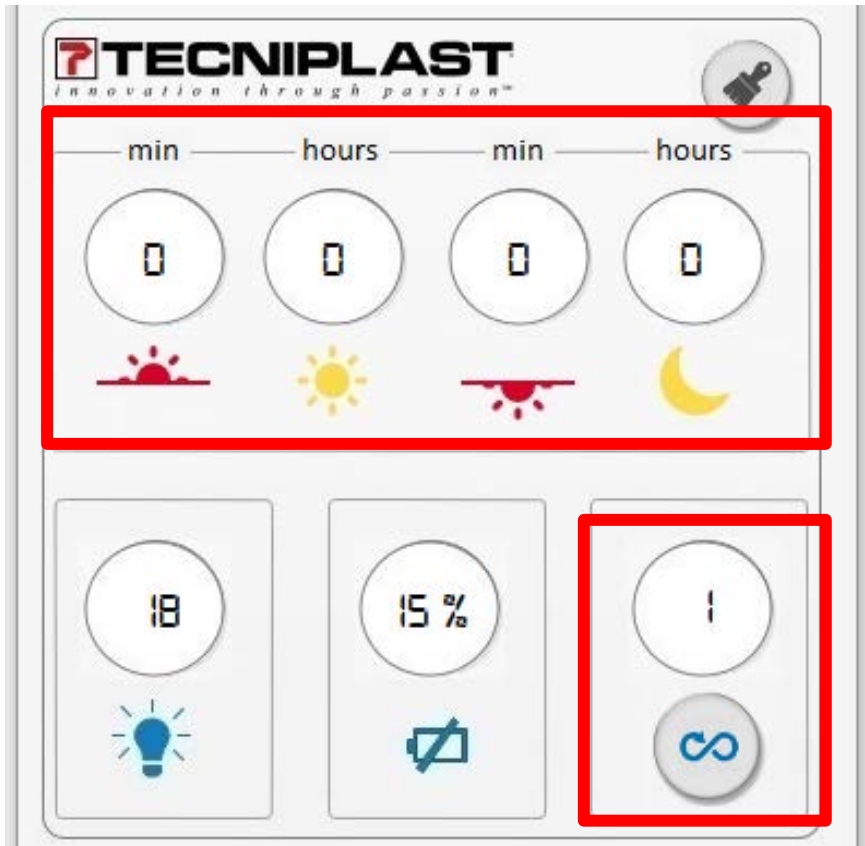 TECNIPLAST
innovation through passion™
min hours min hours
0 0 0 0
18 15 % 1